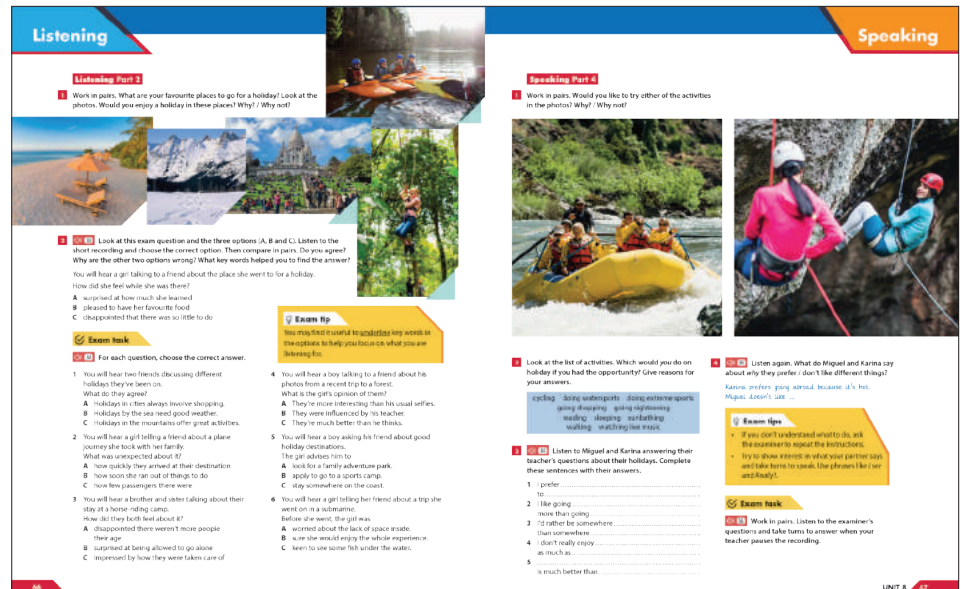 Listening
Listening Part 2
1 Work in pairs. What are your favourite places to go for a holiday? Look at the
photos. Would you enjoy a holiday in these places? Why? / Why not?
2 Look at this exam question and the three options (A, B and C). Listen to the
short recording and choose the correct option. Then compare in pairs. Do you agree?
Why are the other two options wrong? What key words helped you to find the answer?
You will hear a girl talking to a friend about the place she went to for a holiday.
How did she feel while she was there?
A surprised at how much she learned
B pleased to have her favourite food
C disappointed that there was so little to do
Exam task
For each question, choose the correct answer.
1 You will hear two friends discussing different
holidays they've been on.
What do they agree?
A Holidays in cities always involve shopping.
B Holidays by the sea need good weather.
C Holidays in the mountains offer great activities.
2 You will hear a girl telling a friend about a plane
journey she took with her family.
What was unexpected about it?
A how quickly they arrived at their destination
B how soon she ran out of things to do
C how few passengers there were
3 You will hear a brother and sister talking about their
stay at a horse-riding camp.
How did they both feel about it?
A disappointed there weren't more people
their age
B surprised at being allowed to go alone
C impressed by how they were taken care of
Exam tip
You may find it useful to underline key words in
the options to help you focus on what you are
listening for.
4 You will hear a boy talking to a friend about his
photos from a recent trip to a forest.
What is the girl's opinion of them?
A They're more interesting than his usual selfies.
B They were influenced by his teacher.
C They're much better than he thinks.
5 You will hear a boy asking his friend about good
holiday destinations.
The girl advises him to
A look for a family adventure park.
B apply to go to a sports camp.
C stay somewhere on the coast.
6 You will hear a girl telling her friend about a trip she
went on in a submarine.
Before she went, the girl was
A worried about the lack of space inside.
B sure she would enjoy the whole experience.
C keen to see some fish under the water.
66
Speaking
Speaking Part 4
1 Work in pairs. Would you like to try either of the activities
in the photos? Why? / Why not?
2 Look at the list of activities. Which would you do on
holiday if you had the opportunity? Give reasons for
your answers.
cycling doing watersports doing extreme sports
going shopping going sightseeing
reading sleeping sunbathing
walking watching live music
3 Listen to Miguel and Karina answering their
teacher's questions about their holidays. Complete
these sentences with their answers.
1 I prefer
to
2 I like going
more than going
3 I'd rather be somewhere
than somewhere
4 I don't really enjoy
as much as
5
is much better than
4 Listen again. What do Miguel and Karina say
about why they prefer / don't like different things?
Karina prefers going abroad because it's hot.
Miguel doesn't like ...
Exam tips
• If you don't understand what to do, ask
the examiner to repeat the instructions.
• Try to show interest in what your partner says
and take turns to speak. Use phrases like I see
and Really?.
Exam task
Work in pairs. Listen to the examiner's
questions and take turns to answer when your
teacher pauses the recording.
UNIT 8 67